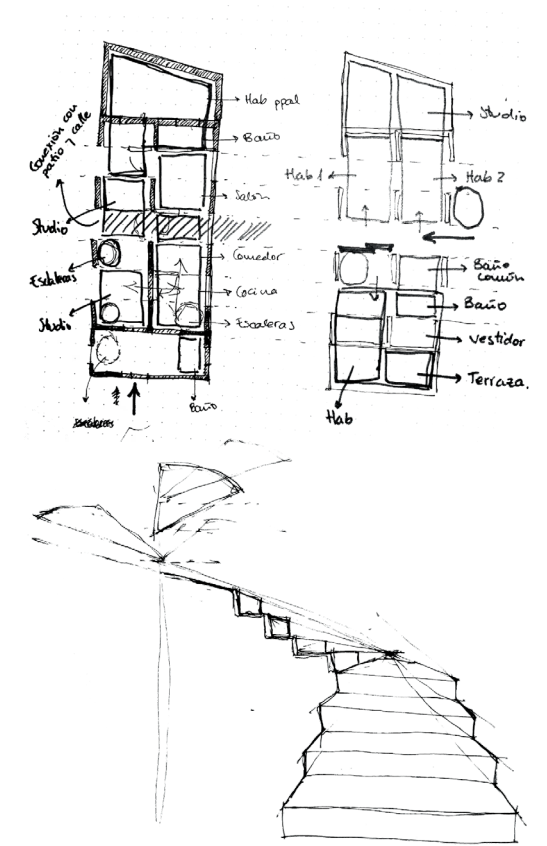 Hab ppal
Baño
Salón
Comedor
Cocina
Escaleras
Baño
Conexión con
patio y calle
Studio
Escaleras
Studio
Studio
Hab 1
Hab 2
Baño
común
Baño
vestidor
Terraza.
Hab